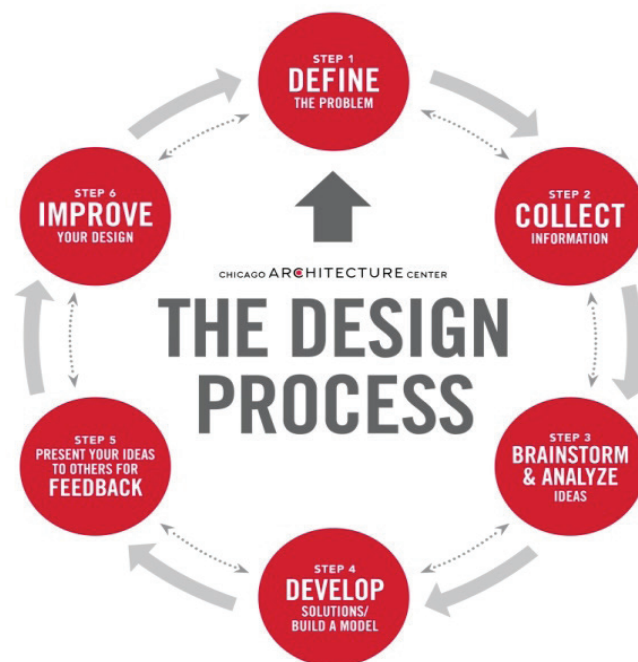 STEP 1
DEFINE
THE PROBLEM
STEP 2
COLLECT
INFORMATION
STEP 3
BRAINSTORM
& ANALYZE
IDEAS
STEP 4
DEVELOP
SOLUTIONS/
BUILD A MODEL
STEP 5
PRESENT YOUR IDEAS
TO OTHERS FOR
FEEDBACK
STEP 6
IMPROVE
YOUR DESIGN
CHICAGO ARCHITECTURE CENTER
THE DESIGN
PROCESS